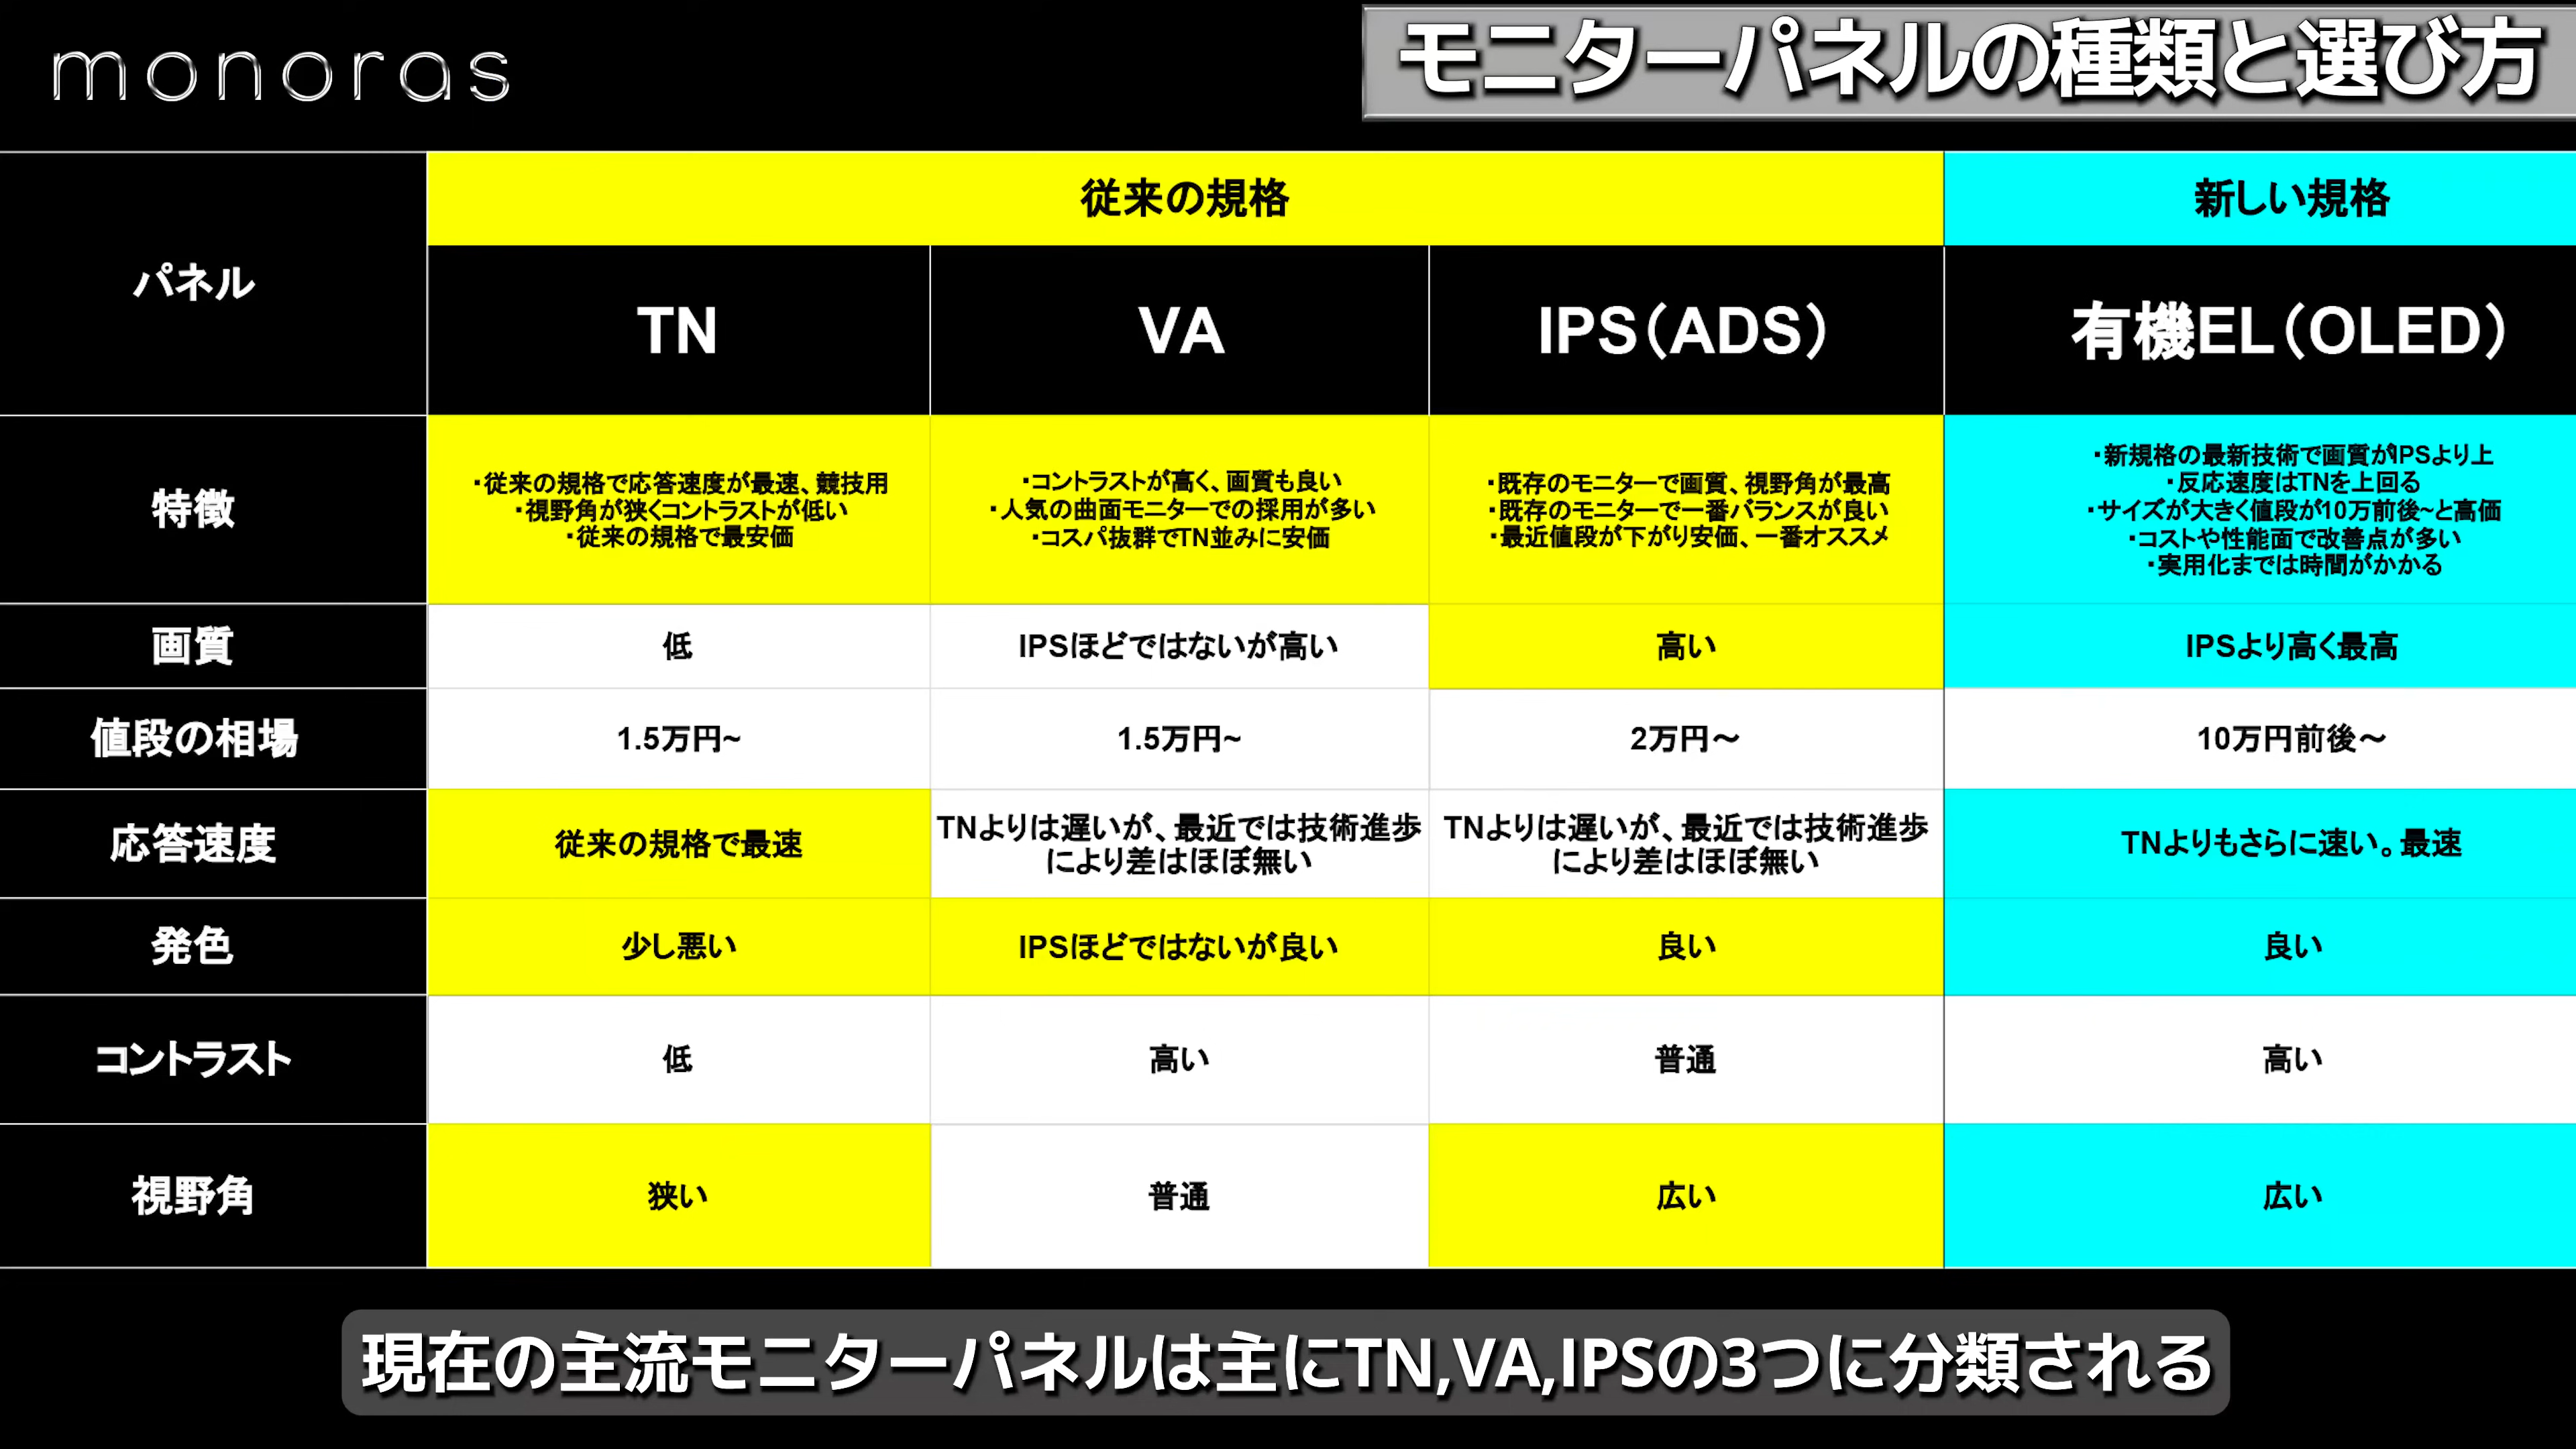 monoras
モニターパネルの種類と選び方
パネル
従来の規格
新しい規格
TN
VA
IPS（ADS）
有機EL（OLED）
特徴
・従来の規格で応答速度が最速、競技用
・視野角が狭くコントラストが低い
・従来の規格で最安価
・コントラストが高く、画質も良い
・人気の曲面モニターでの採用が多い
・コスパ抜群でTN並みに安価
・既存のモニターで画質、視野角が最高
・既存のモニターで一番バランスが良い
・最近値段が下がり安価、一番オススメ
・新規格の最新技術で画質がIPSより上
・反応速度はTNを上回る
・サイズが大きく値段が10万前後~と高価
・コストや性能面で改善点が多い
・実用化までは時間がかかる
画質
低
IPSほどではないが高い
高い
IPSより高く最高
値段の相場
1.5万円~
1.5万円~
2万円～
10万円前後～
応答速度
従来の規格で最速
TNよりは遅いが、最近では技術進歩
により差はほぼ無い
TNよりは遅いが、最近では技術進歩
により差はほぼ無い
TNよりもさらに速い。最速
発色
少し悪い
IPSほどではないが良い
良い
良い
コントラスト
低
高い
普通
高い
視野角
狭い
普通
広い
広い
現在の主流モニターパネルは主にTN,VA,IPSの3つに分類される